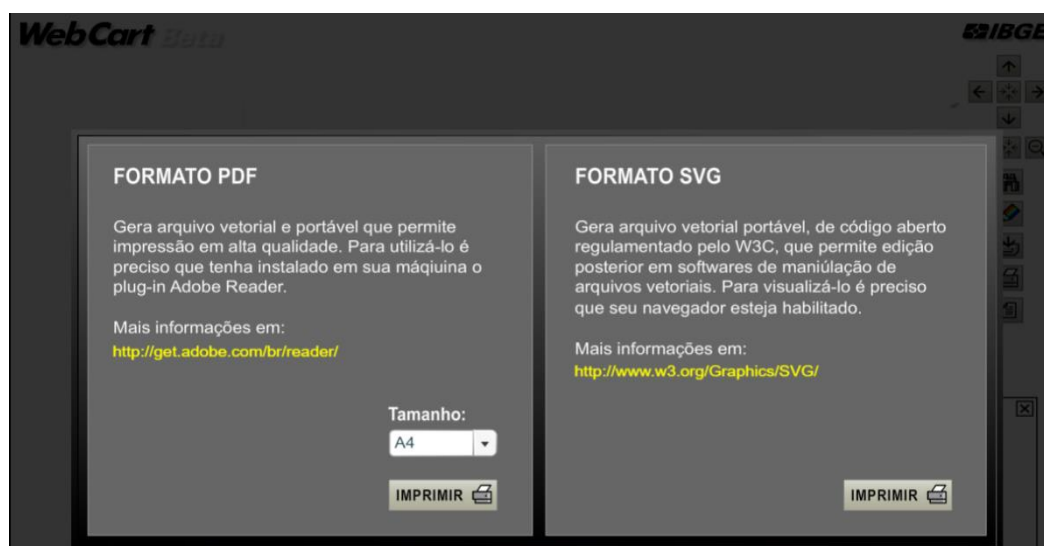 WebCart Beta
IBGE
FORMATO PDF
Gera arquivo vetorial e portável que permite
impressão em alta qualidade. Para utilizá-lo é
preciso que tenha instalado em sua máqiuina o
plug-in Adobe Reader.
Mais informações em:
http://get.adobe.com/br/reader/
Tamanho:
A4
IMPRIMIR
FORMATO SVG
Gera arquivo vetorial portável, de código aberto
regulamentado pelo W3C, que permite edição
posterior em softwares de maniúlação de
arquivos vetoriais. Para visualizá-lo é preciso
que seu navegador esteja habilitado.
Mais informações em:
http://www.w3.org/Graphics/SVG/
IMPRIMIR